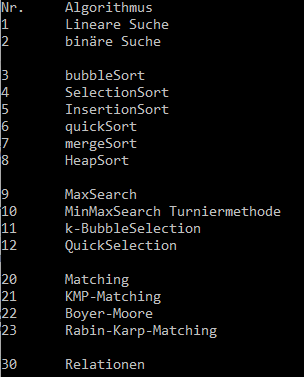 Nr. Algorithmus
1 Lineare Suche
2 binäre Suche
3 bubbleSort
4 SelectionSort
5 InsertionSort
6 quickSort
7 mergeSort
8 HeapSort
9 MaxSearch
10 MinMaxSearch Turniermethode
11 k-BubbleSelection
12 QuickSelection
20 Matching
21 KMP-Matching
22 Boyer-Moore
23 Rabin-Karp-Matching
30 Relationen